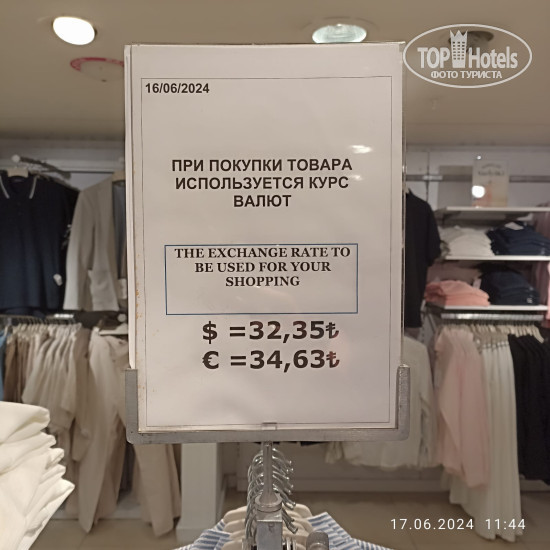 TOP Hotels
ФОТО ТУРИСТА
16/06/2024
ПРИ ПОКУПКИ ТОВАРА
ИСПОЛЬЗУЕТСЯ КУРС
ВАЛЮТ
THE EXCHANGE RATE TO
BE USED FOR YOUR
SHOPPING
$ =32,35₺
€ =34,63₺
17.06.2024 11:44